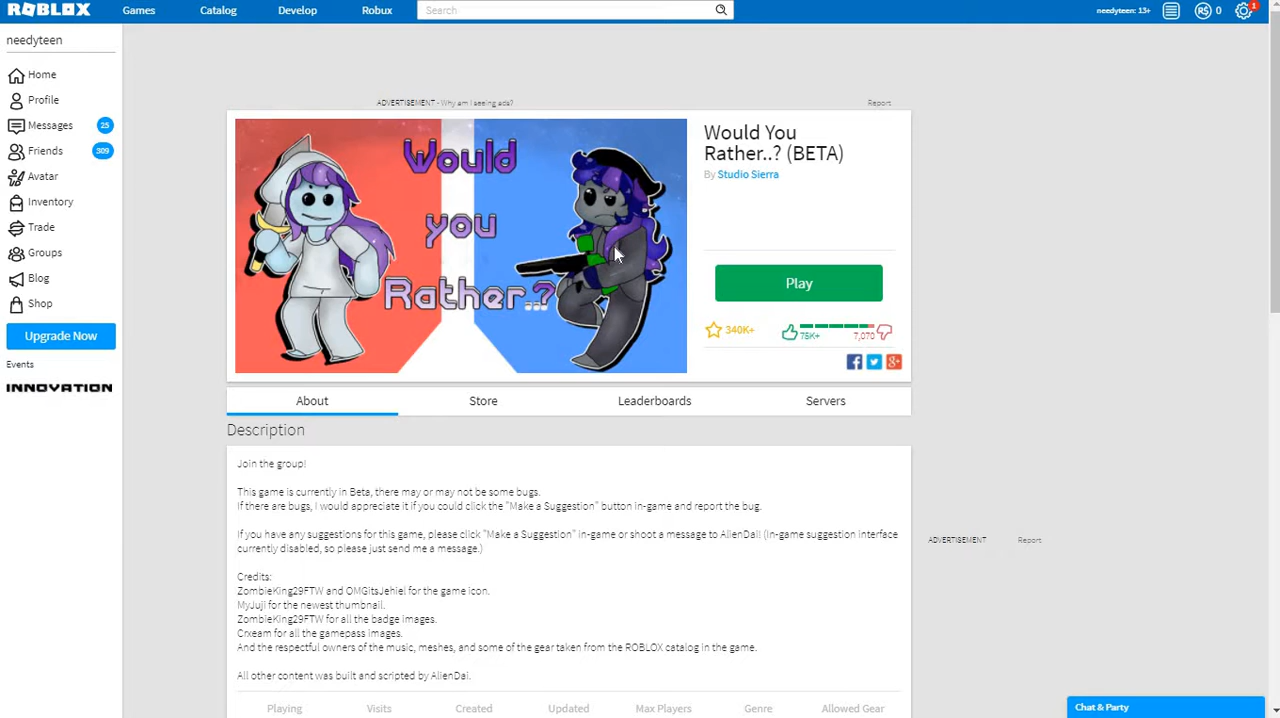 ROBLOX Games Catalog Develop Robux Search needyteen: 13+ R$ 0 1
needyteen
Home
Profile
Messages 25
Friends 309
Avatar
Inventory
Trade
Groups
Blog
Shop
Upgrade Now
Events
INNOVATION
ADVERTISEMENT - Why am I seeing ads? Report
Would
you
Rather..?
Would You
Rather..? (BETA)
By Studio Sierra
Play
340K+ 75K+ 7,070
About Store Leaderboards Servers
Description
Join the group!
This game is currently in Beta, there may or may not be some bugs.
If there are bugs, I would appreciate it if you could click the "Make a Suggestion" button in-game and report the bug.
If you have any suggestions for this game, please click "Make a Suggestion" in-game or shoot a message to AlienDai! (In-game suggestion interface
currently disabled, so please just send me a message.)
Credits:
ZombieKing29FTW and OMGItsJehiel for the game icon.
MyJuji for the newest thumbnail.
ZombieKing29FTW for all the badge images.
Crxeam for all the gamepass images.
And the respectful owners of the music, meshes, and some of the gear taken from the ROBLOX catalog in the game.
All other content was built and scripted by AlienDai.
Playing Visits Created Updated Max Players Genre Allowed Gear
ADVERTISEMENT Report
Chat & Party